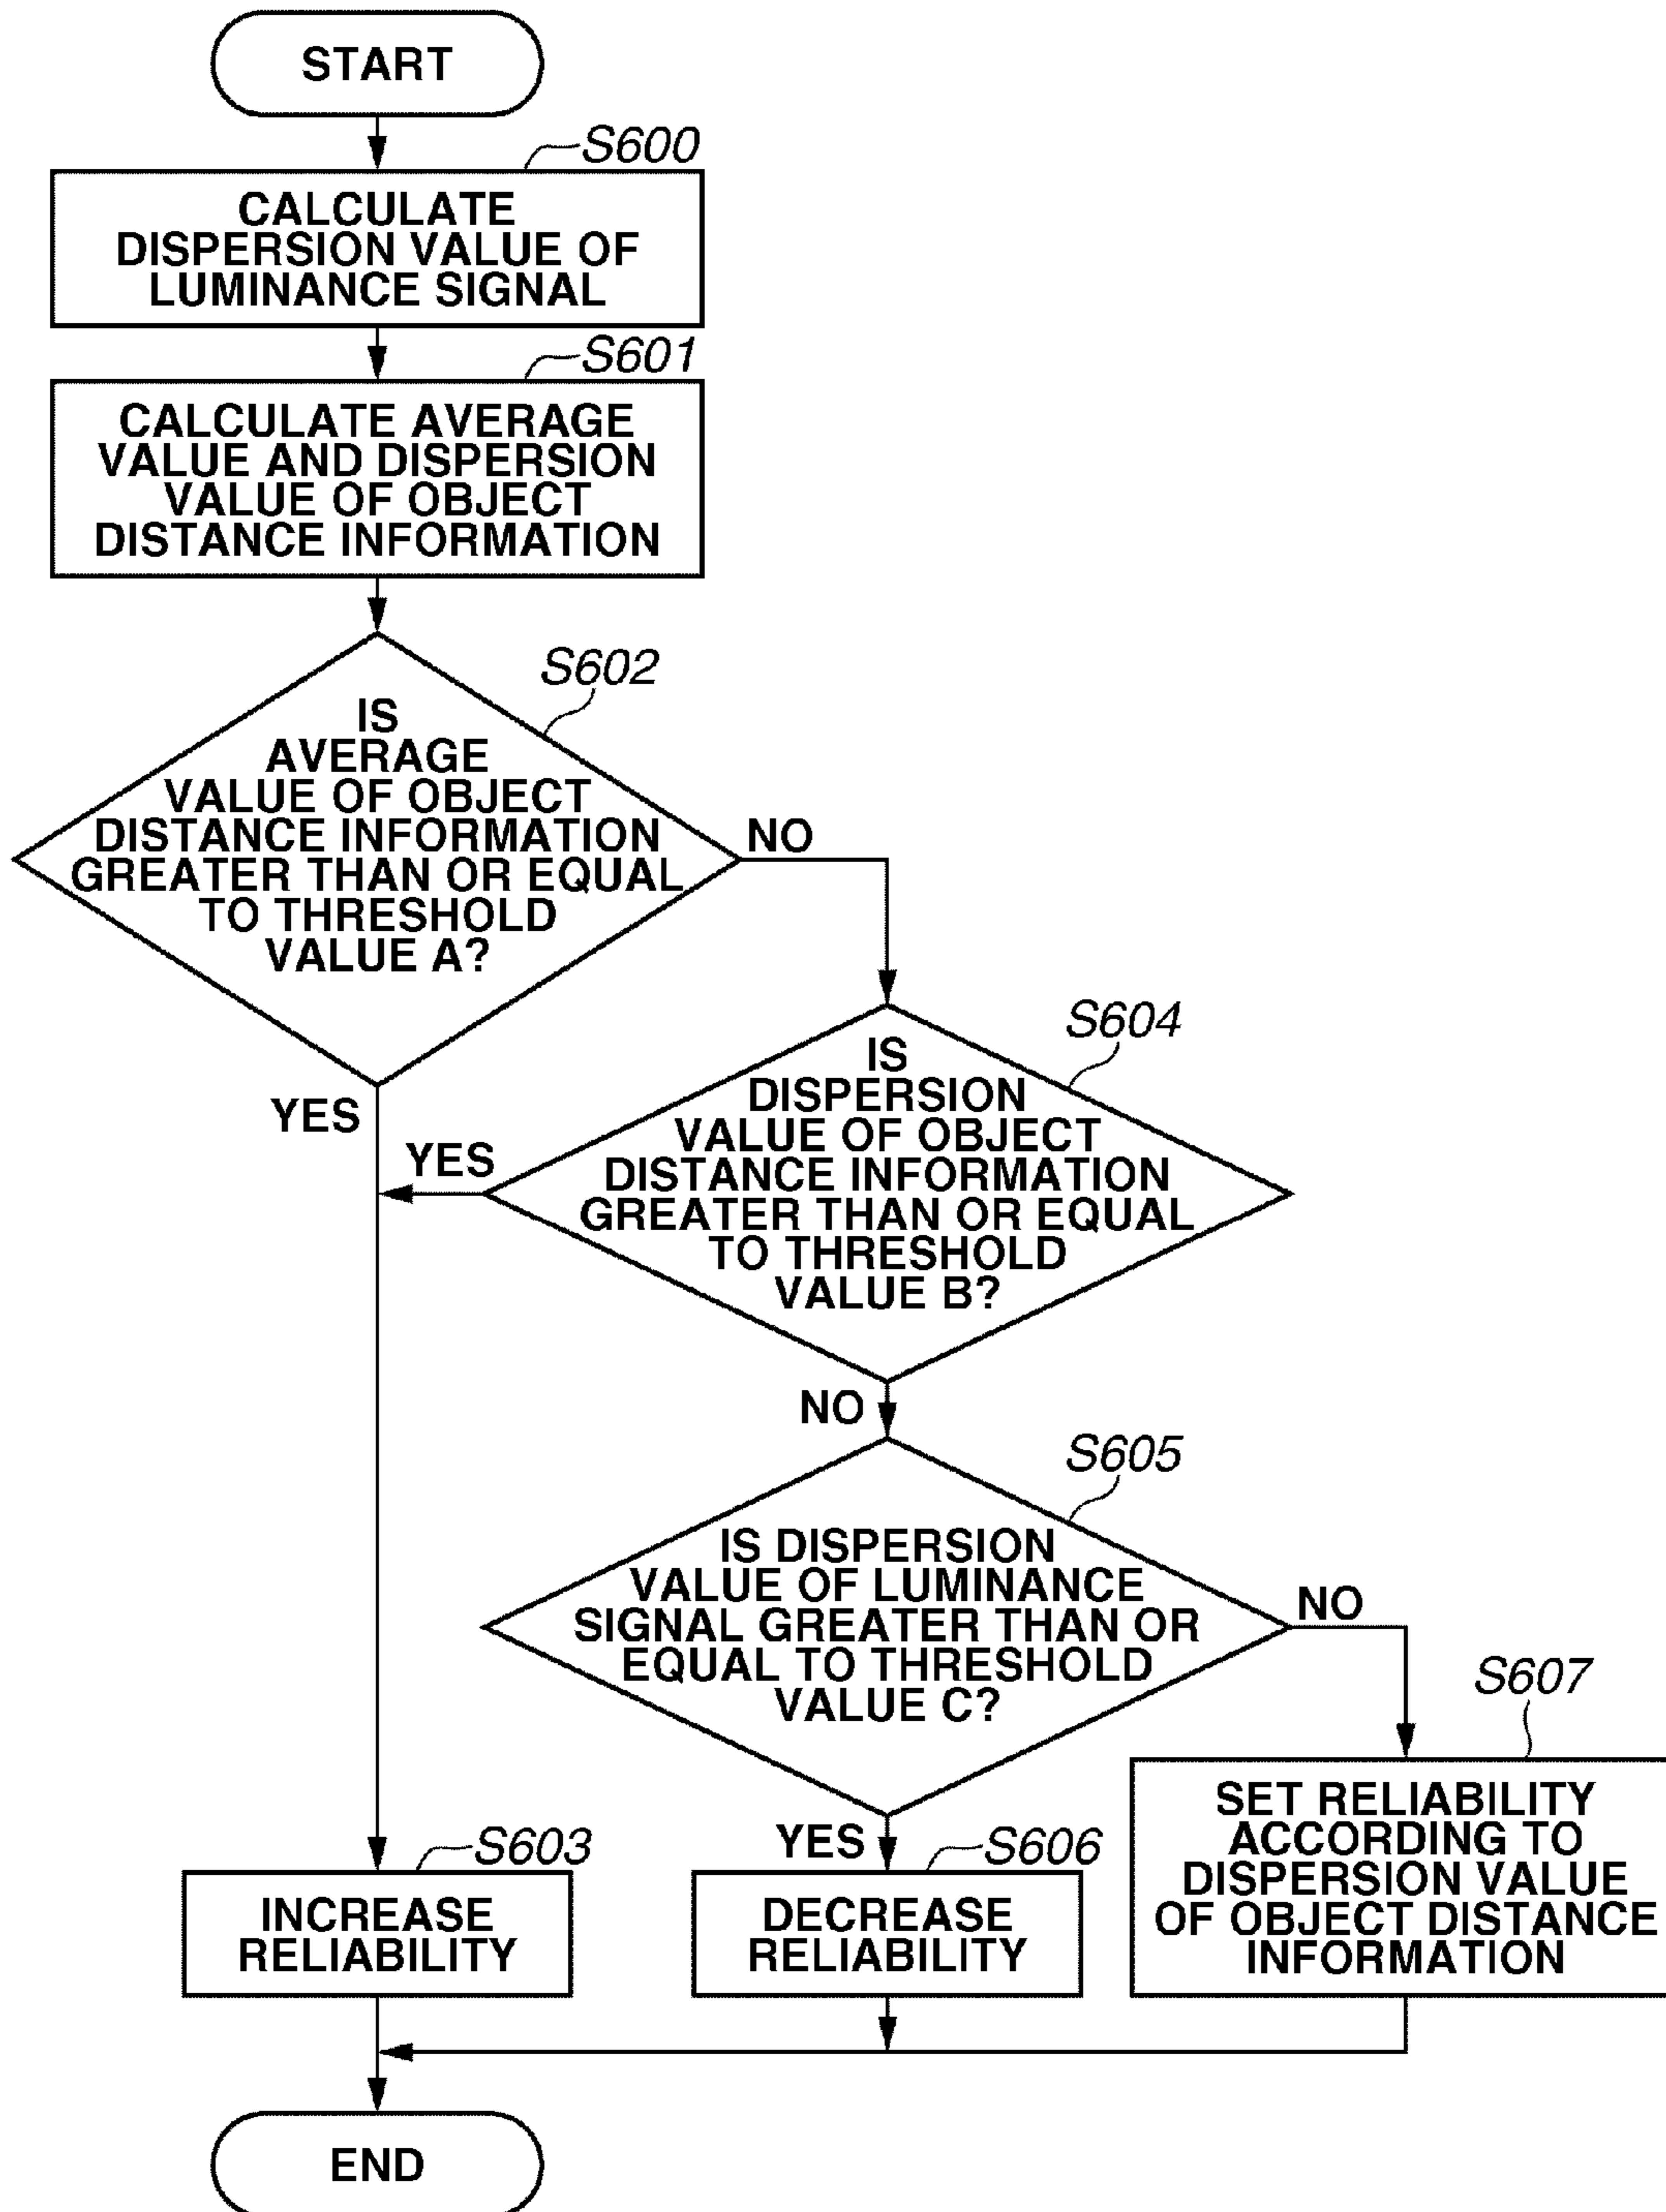 START
S600
CALCULATE
DISPERSION VALUE OF
LUMINANCE SIGNAL
S601
CALCULATE AVERAGE
VALUE AND DISPERSION
VALUE OF OBJECT
DISTANCE INFORMATION
S602
IS
AVERAGE
VALUE OF OBJECT
DISTANCE INFORMATION
GREATER THAN OR EQUAL
TO THRESHOLD
VALUE A?
NO
YES
S604
IS
DISPERSION
VALUE OF OBJECT
DISTANCE INFORMATION
GREATER THAN OR EQUAL
TO THRESHOLD
VALUE B?
YES
NO
S605
IS DISPERSION
VALUE OF LUMINANCE
SIGNAL GREATER THAN OR
EQUAL TO THRESHOLD
VALUE C?
NO
YES
S603
INCREASE
RELIABILITY
S606
DECREASE
RELIABILITY
S607
SET RELIABILITY
ACCORDING TO
DISPERSION VALUE
OF OBJECT DISTANCE
INFORMATION
END